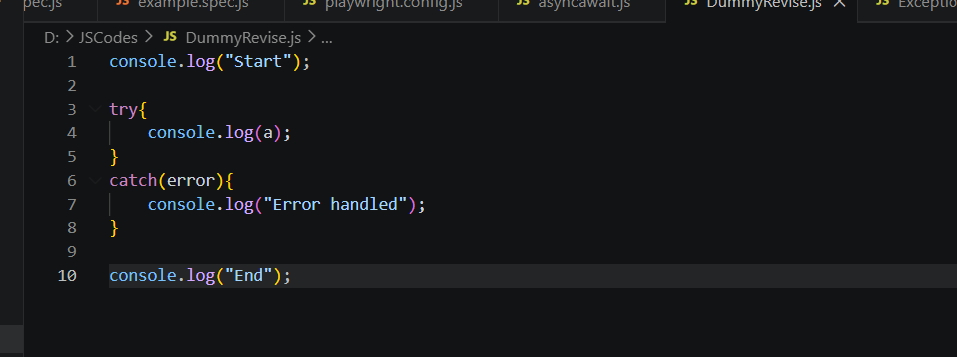 pec.js JS example.spec.js JS playwright.config.js JS asyncawait.js JS DummyRevise.js JS Exceptio
D: > JSCodes > JS DummyRevise.js > ...
1 console.log("Start");
2
3 try{
4 console.log(a);
5 }
6 catch(error){
7 console.log("Error handled");
8 }
9
10 console.log("End");